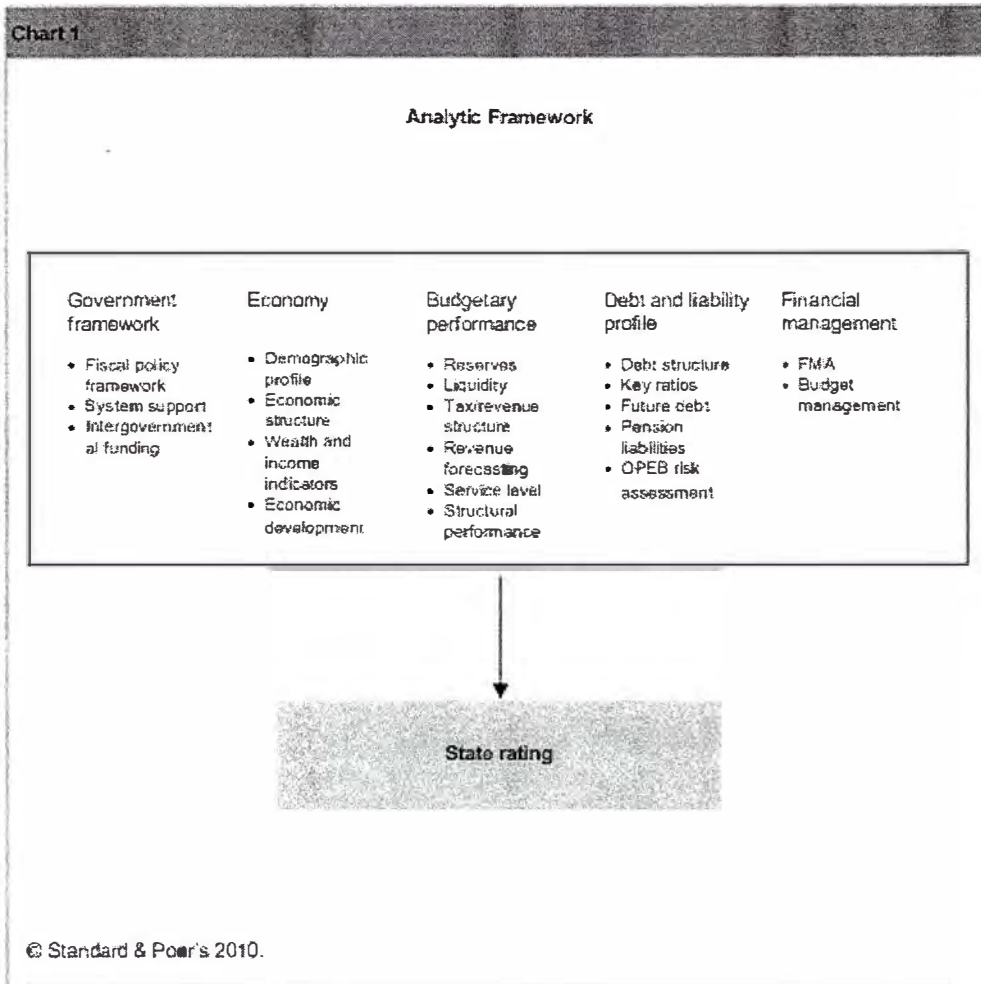 Chart 1
Analytic Framework
Government
framework
• Fiscal policy
framework
• System support
• Intergovernment
al funding
Economy
• Demographic
profile
• Economic
structure
• Wealth and
income
indicators
• Economic
development
Budgetary
performance
• Reserves
• Liquidity
• Tax/revenue
structure
• Revenue
forecasting
• Service level
• Structural
performance
Debt and liability
profile
• Debt structure
• Key ratios
• Future debt
• Pension
liabilities
• OPEB risk
assessment
Financial
management
• FMA
• Budget
management
State rating
© Standard & Poor's 2010.